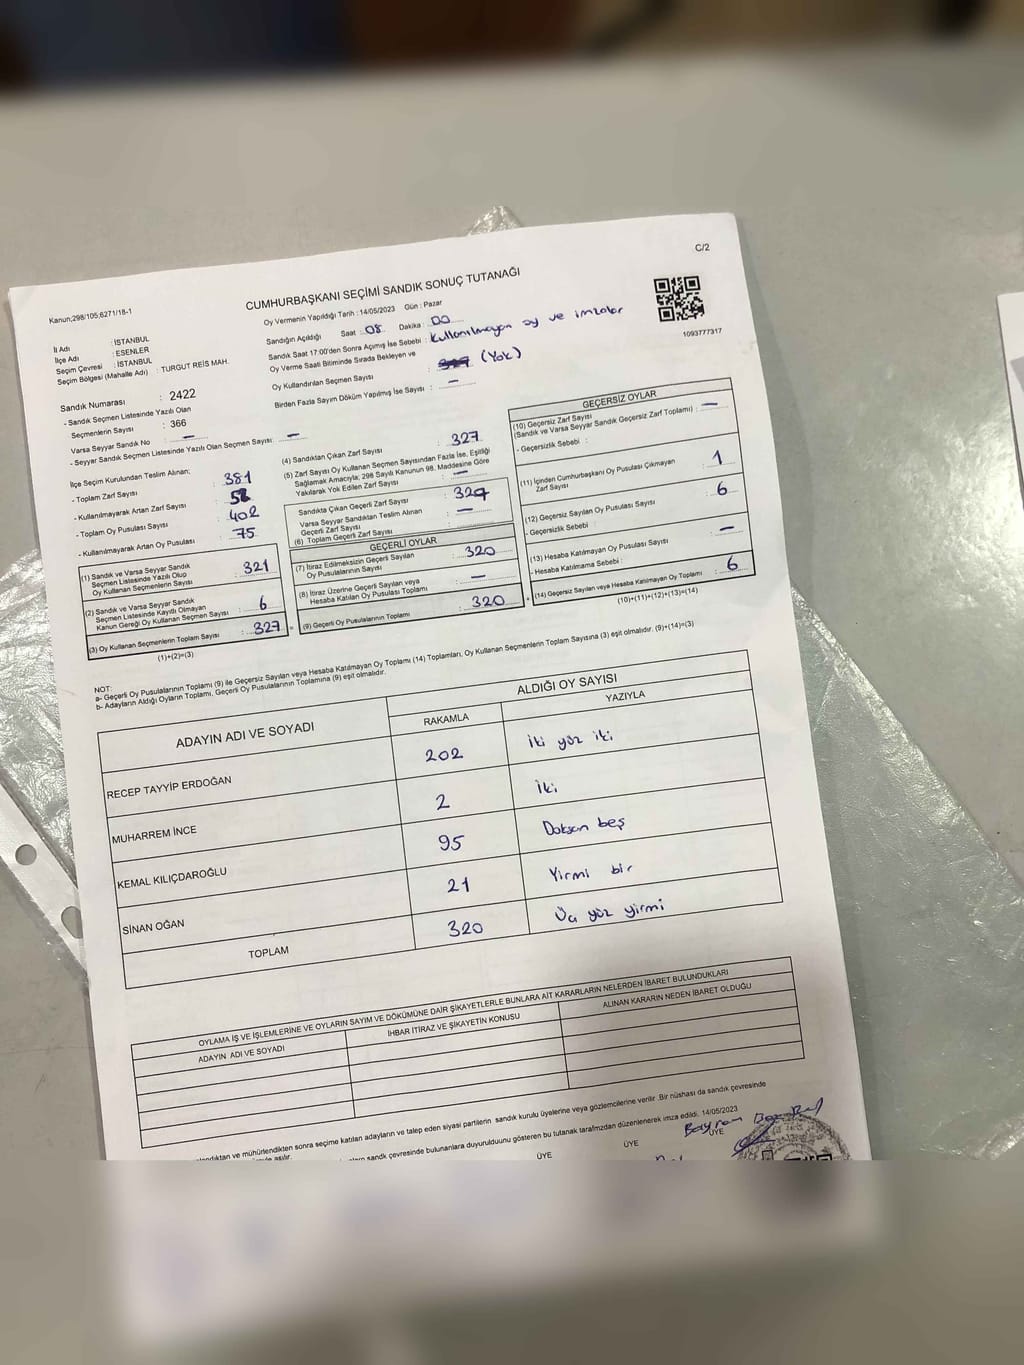 C/2
Kanun;298/105;6271/18-1
CUMHURBAŞKANI SEÇİMİ SANDIK SONUÇ TUTANAĞI
Oy Vermenin Yapıldığı Tarih : 14/05/2023 Gün : Pazar
1093777317
İl Adı : İSTANBUL
İlçe Adı : ESENLER
Seçim Çevresi : İSTANBUL
Seçim Bölgesi (Mahalle Adı) : TURGUT REİS MAH.
Sandığın Açıldığı Saat 08 Dakika : 00
Sandık Saat 17:00'den Sonra Açımış İse Sebebi : Kullanılmayan oy ve imzalar
Oy Verme Saati Bitiminde Sırada Bekleyen ve
Oy Kullandırılan Seçmen Sayısı : (Yok)
Birden Fazla Sayım Döküm Yapılmış İse Sayısı : —
Sandık Numarası : 2422
- Sandık Seçmen Listesinde Yazılı Olan
Seçmenlerin Sayısı : 366
Varsa Seyyar Sandık No : —
- Seyyar Sandık Seçmen Listesinde Yazılı Olan Seçmen Sayısı: —
İlçe Seçim Kurulundan Teslim Alınan;
- Toplam Zarf Sayısı : 381
- Kullanılmayarak Artan Zarf Sayısı :
- Toplam Oy Pusulası Sayısı : 402
- Kullanılmayarak Artan Oy Pusulası : 75
(1) Sandık ve Varsa Seyyar Sandık
Seçmen Listesinde Yazılı Olup
Oy Kullanan Seçmenlerin Sayısı : 321
(2) Sandık ve Varsa Seyyar Sandık
Seçmen Listesinde Kayıtlı Olmayan
Kanun Gereği Oy Kullanan Seçmen Sayısı : 6
(3) Oy Kullanan Seçmenlerin Toplam Sayısı : 327
(1)+(2)=(3)
(4) Sandıktan Çıkan Zarf Sayısı : 327
(5) Zarf Sayısı Oy Kullanan Seçmen Sayısından Fazla İse, Eşitliği
Sağlamak Amacıyla; 298 Sayılı Kanunun 98. Maddesine Göre
Yakılarak Yok Edilen Zarf Sayısı : —
Sandıkta Çıkan Geçerli Zarf Sayısı : 327
Varsa Seyyar Sandıktan Teslim Alınan
Geçerli Zarf Sayısı : —
(6) Toplam Geçerli Zarf Sayısı :
GEÇERLİ OYLAR
(7) İtiraz Edilmeksizin Geçerli Sayılan
Oy Pusulalarının Sayısı : 320
(8) İtiraz Üzerine Geçerli Sayılan veya
Hesaba Katılan Oy Pusulası Toplamı : —
(9) Geçerli Oy Pusulalarının Toplamı : 320
GEÇERSİZ OYLAR
(10) Geçersiz Zarf Sayısı
(Sandık ve Varsa Seyyar Sandık Geçersiz Zarf Toplamı) : —
- Geçersizlik Sebebi :
(11) İçinden Cumhurbaşkanı Oy Pusulası Çıkmayan
Zarf Sayısı : 1
(12) Geçersiz Sayılan Oy Pusulası Sayısı : 6
- Geçersizlik Sebebi :
(13) Hesaba Katılmayan Oy Pusulası Sayısı : —
- Hesaba Katılmama Sebebi :
(14) Geçersiz Sayılan veya Hesaba Katılmayan Oy Toplamı : 6
(10)+(11)+(12)+(13)=(14)
NOT:
a- Geçerli Oy Pusulalarının Toplamı (9) ile Geçersiz Sayılan veya Hesaba Katılmayan Oy Toplamı (14) Toplamları, Oy Kullanan Seçmenlerin Toplam Sayısına (3) eşit olmalıdır. (9)+(14)=(3)
b- Adayların Aldığı Oyların Toplamı, Geçerli Oy Pusulalarının Toplamına (9) eşit olmalıdır.
ADAYIN ADI VE SOYADI
ALDIĞI OY SAYISI
RAKAMLA YAZIYLA
RECEP TAYYİP ERDOĞAN 202 İki yüz iki
MUHARREM İNCE 2 İki
KEMAL KILIÇDAROĞLU 95 Doksan beş
SİNAN OĞAN 21 Yirmi bir
TOPLAM 320 Üç yüz yirmi
OYLAMA İŞ VE İŞLEMLERİNE VE OYLARIN SAYIM VE DÖKÜMÜNE DAİR ŞİKAYETLERLE BUNLARA AİT KARARLARIN NELERDEN İBARET BULUNDUKLARI
ADAYIN ADI VE SOYADI İHBAR İTİRAZ VE ŞİKAYETİN KONUSU ALINAN KARARIN NEDEN İBARET OLDUĞU
ve mühürlendikten sonra seçime katılan adayların ve talep eden siyasi partilerin sandık kurulu üyelerine veya gözlemcilerine verilir. Bir nüshası da sandık çevresinde
sandık çevresinde bulunanlara duyurulduunu gösteren bu tutanak tarafımızdan düzenlenerek imza edildi. 14/05/2023
Bayram
ÜYE ÜYE ÜYE